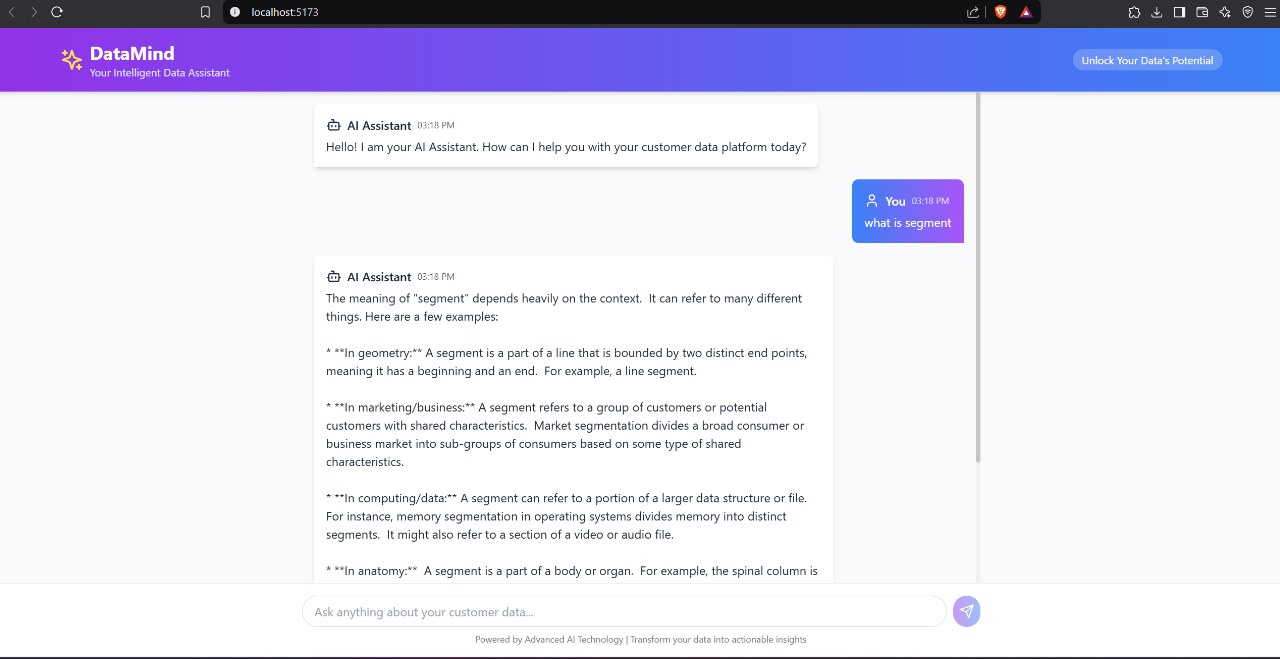 localhost:5173
DataMind
Your Intelligent Data Assistant
Unlock Your Data's Potential
AI Assistant 03:18 PM
Hello! I am your AI Assistant. How can I help you with your customer data platform today?
You 03:18 PM
what is segment
AI Assistant 03:18 PM
The meaning of "segment" depends heavily on the context.  It can refer to many different
things. Here are a few examples:
* **In geometry:** A segment is a part of a line that is bounded by two distinct end points,
meaning it has a beginning and an end.  For example, a line segment.
* **In marketing/business:** A segment refers to a group of customers or potential
customers with shared characteristics.  Market segmentation divides a broad consumer or
business market into sub-groups of consumers based on some type of shared
characteristics.
* **In computing/data:** A segment can refer to a portion of a larger data structure or file.
For instance, memory segmentation in operating systems divides memory into distinct
segments.  It might also refer to a section of a video or audio file.
* **In anatomy:**  A segment is a part of a body or organ.  For example, the spinal column is
Ask anything about your customer data...
Powered by Advanced AI Technology | Transform your data into actionable insights